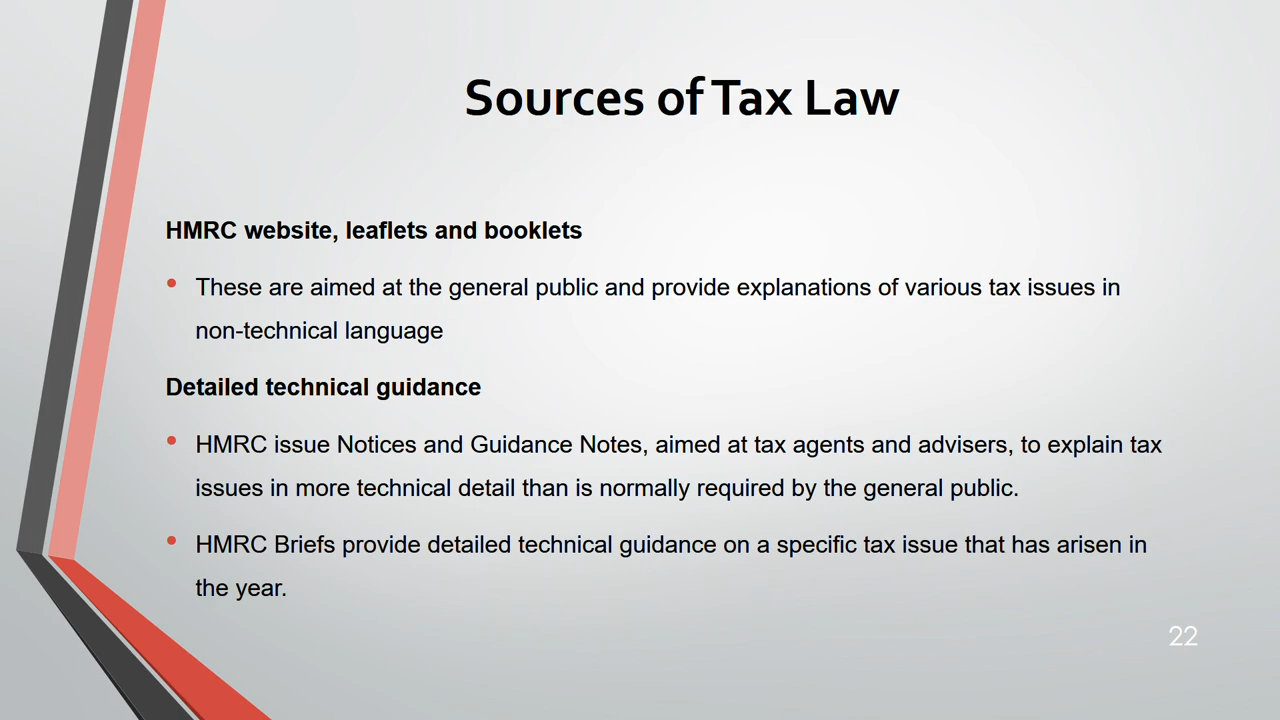 Sources of Tax Law
HMRC website, leaflets and booklets
• These are aimed at the general public and provide explanations of various tax issues in
non-technical language
Detailed technical guidance
• HMRC issue Notices and Guidance Notes, aimed at tax agents and advisers, to explain tax
issues in more technical detail than is normally required by the general public.
• HMRC Briefs provide detailed technical guidance on a specific tax issue that has arisen in
the year.
22